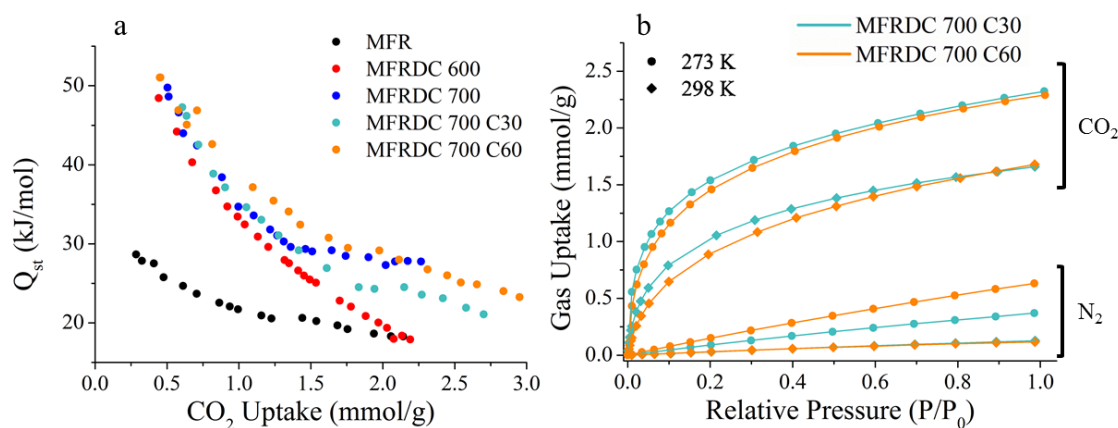 a
MFR
MFRDC 600
MFRDC 700
MFRDC 700 C30
MFRDC 700 C60
Qst (kJ/mol)
50
40
30
20
0.0 0.5 1.0 1.5 2.0 2.5 3.0
CO2 Uptake (mmol/g)
b
MFRDC 700 C30
MFRDC 700 C60
273 K
298 K
CO2
N2
Gas Uptake (mmol/g)
2.5
2.0
1.5
1.0
0.5
0.0
0.0 0.2 0.4 0.6 0.8 1.0
Relative Pressure (P/P0)